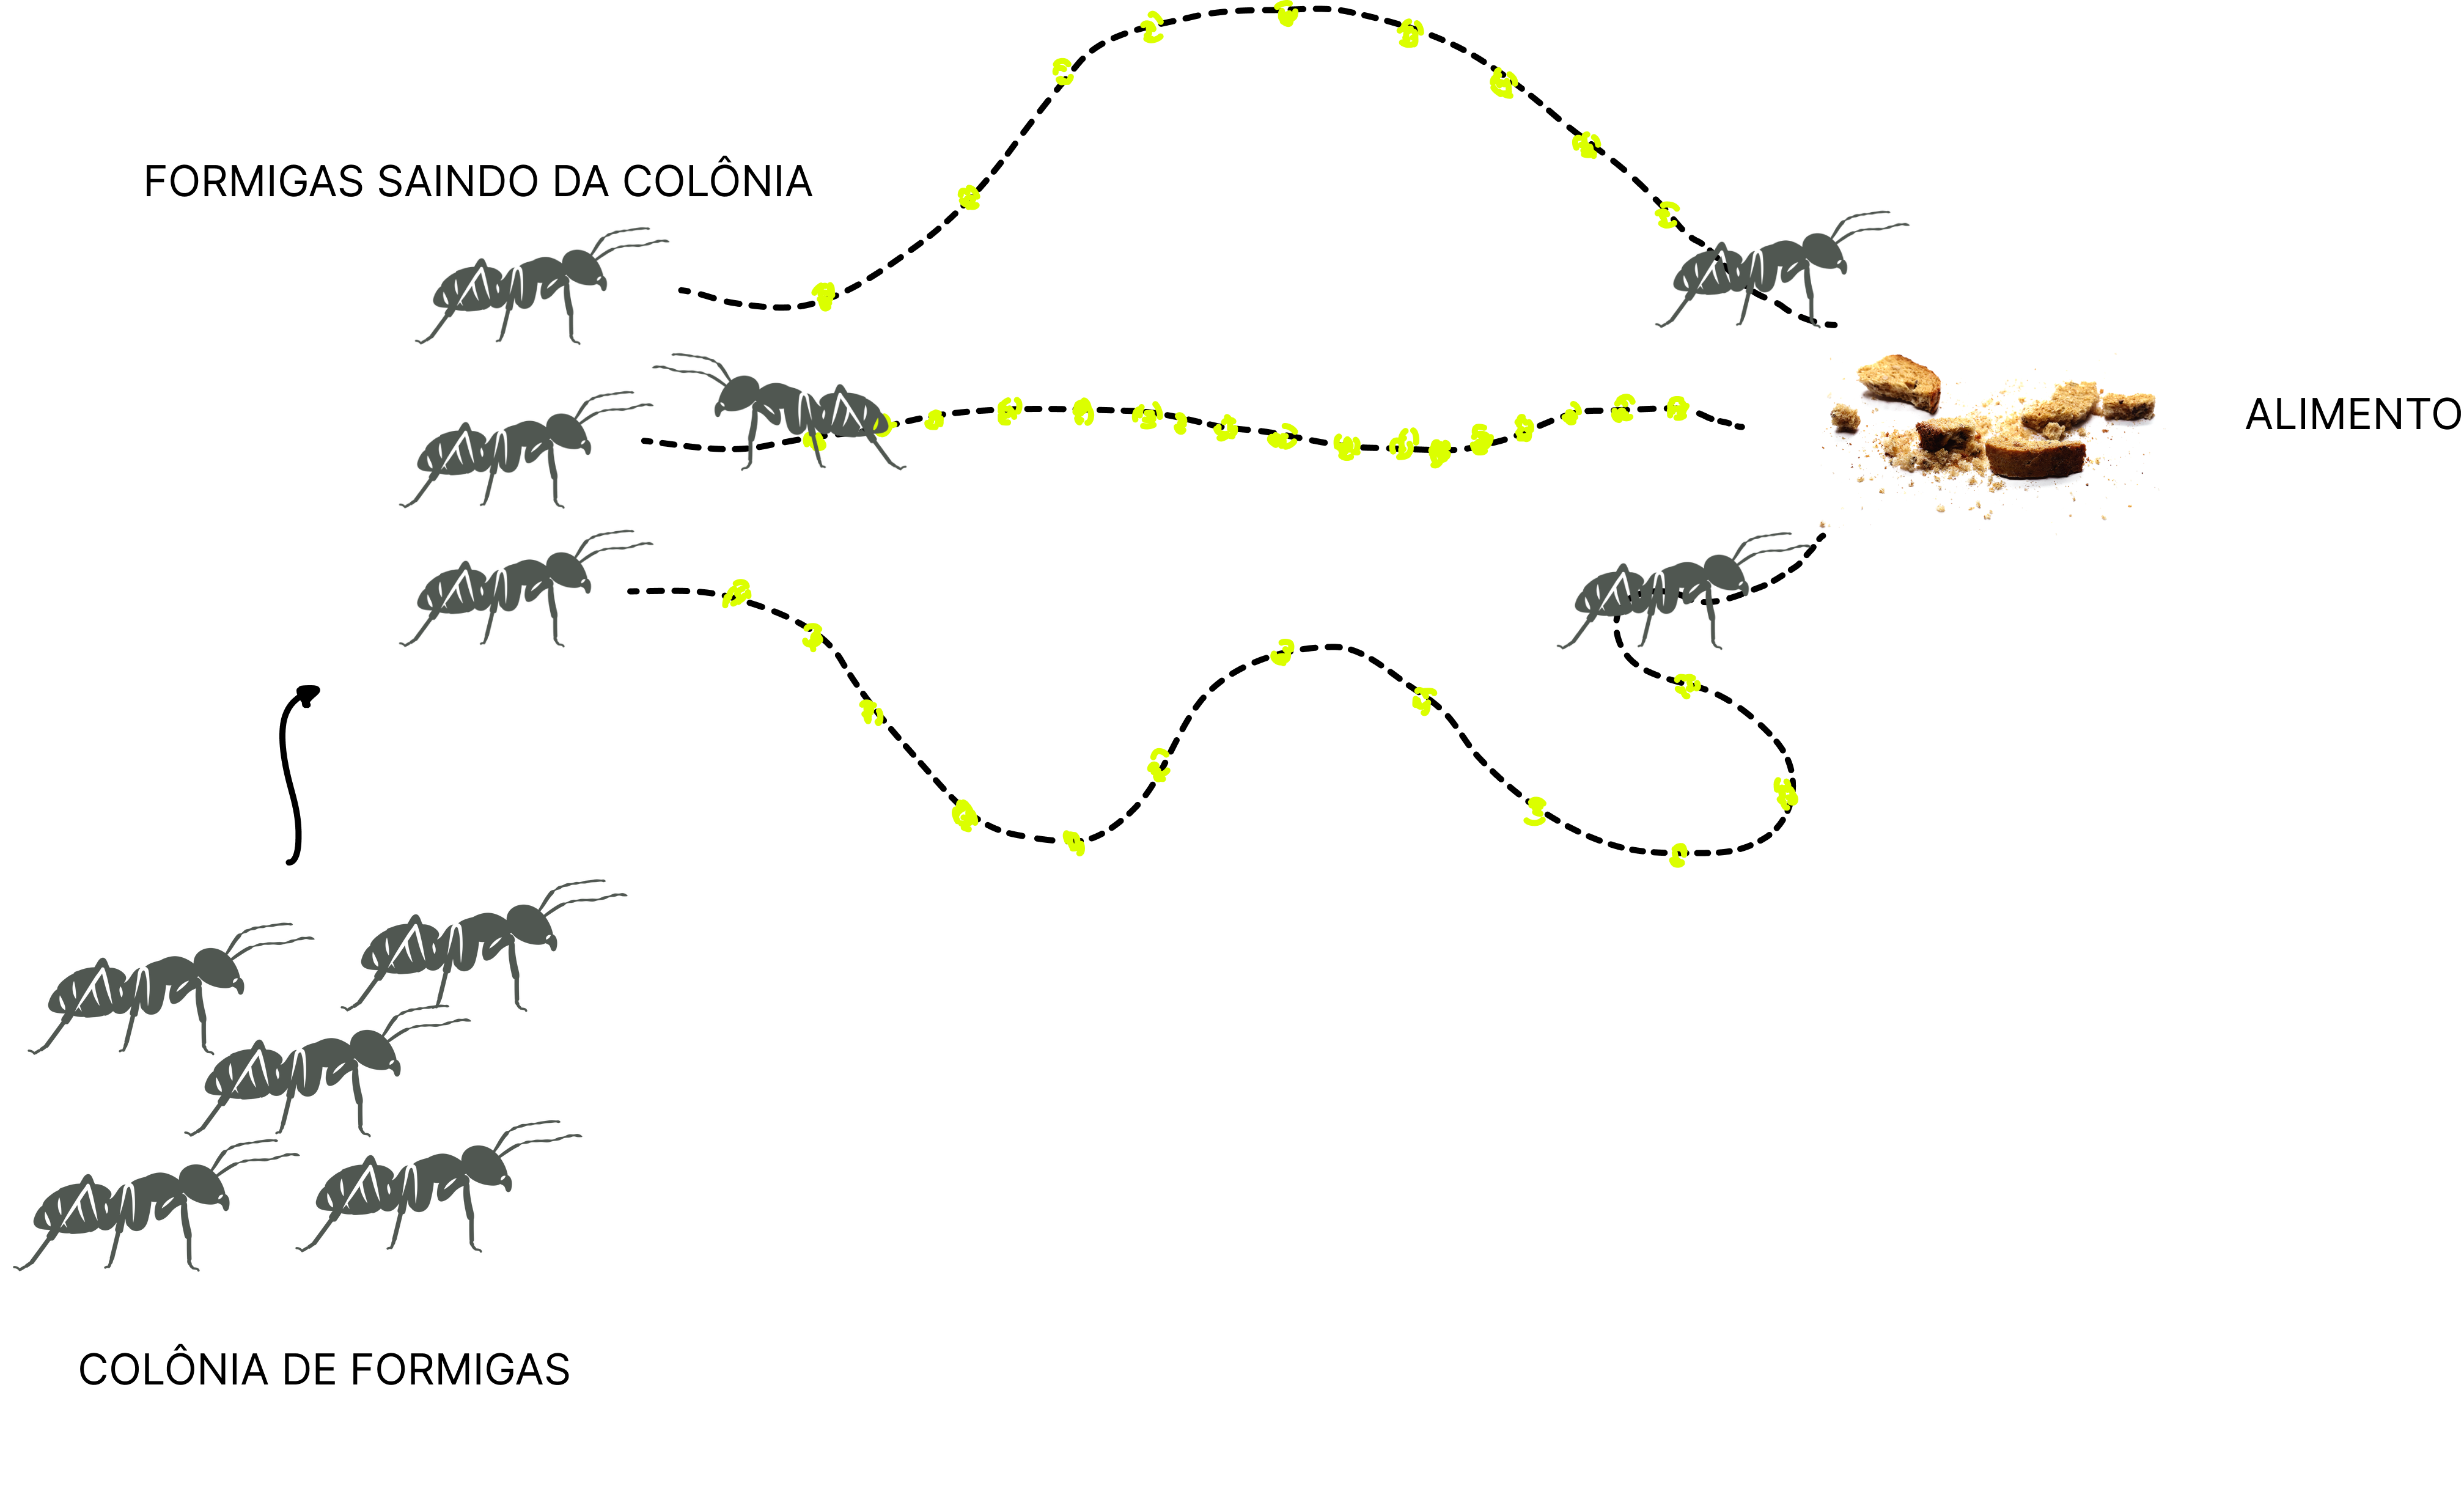 FORMIGAS SAINDO DA COLÔNIA
ALIMENTO
COLÔNIA DE FORMIGAS